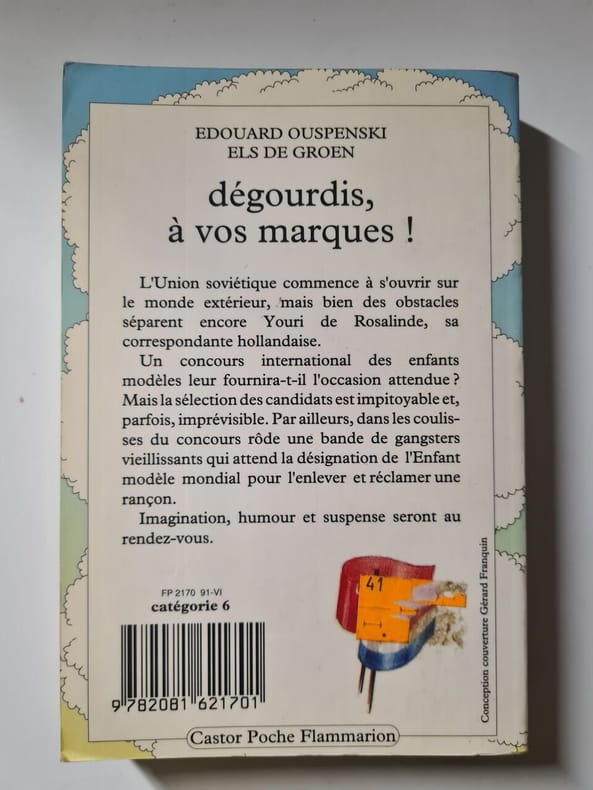 EDOUARD OUSPENSKI
ELS DE GROEN
dégourdis,
à vos marques !
L'Union soviétique commence à s'ouvrir sur
le monde extérieur, mais bien des obstacles
séparent encore Youri de Rosalinde, sa
correspondante hollandaise.
Un concours international des enfants
modèles leur fournira-t-il l'occasion attendue ?
Mais la sélection des candidats est impitoyable et,
parfois, imprévisible. Par ailleurs, dans les coulis-
ses du concours rôde une bande de gangsters
vieillissants qui attend la désignation de l'Enfant
modèle mondial pour l'enlever et réclamer une
rançon.
Imagination, humour et suspense seront au
rendez-vous.
FP 2170 91-VI
catégorie 6
9 782081 621701
41
Conception couverture Gérard Franquin
Castor Poche Flammarion